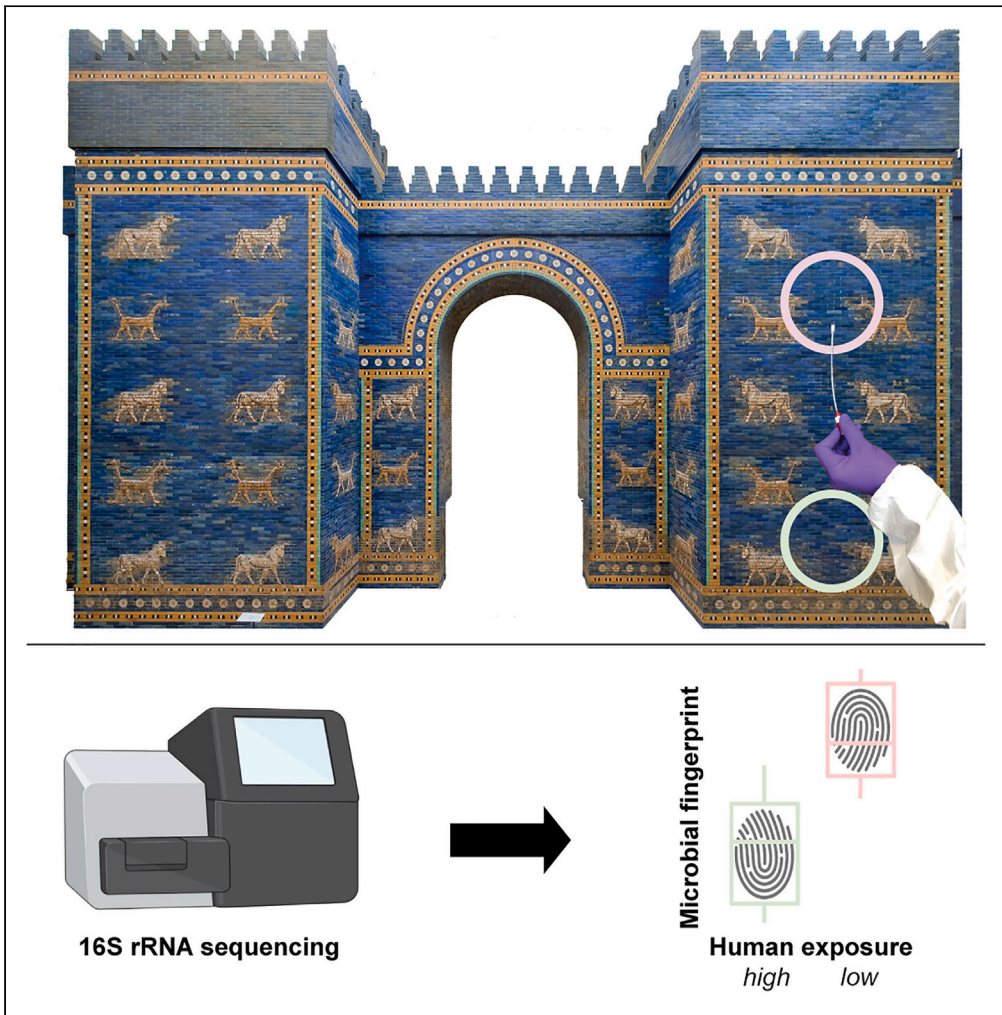 16S rRNA sequencing
Microbial fingerprint
Human exposure
high low